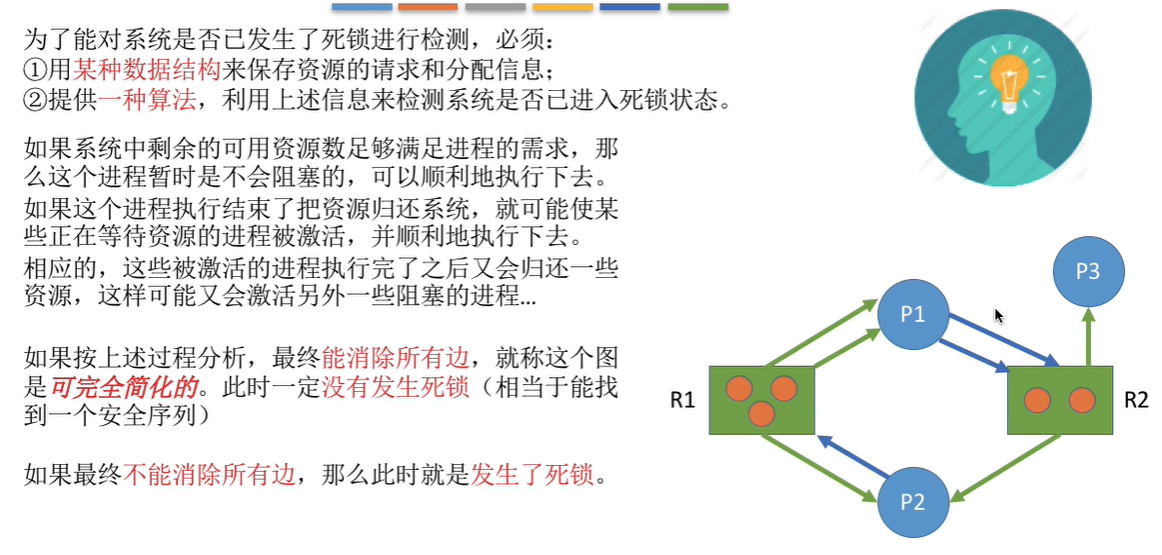 为了能对系统是否已发生了死锁进行检测，必须：
①用某种数据结构来保存资源的请求和分配信息；
②提供一种算法，利用上述信息来检测系统是否已进入死锁状态。
如果系统中剩余的可用资源数足够满足进程的需求，那
么这个进程暂时是不会阻塞的，可以顺利地执行下去。
如果这个进程执行结束了把资源归还系统，就可能使某
些正在等待资源的进程被激活，并顺利地执行下去。
相应的，这些被激活的进程执行完了之后又会归还一些
资源，这样可能又会激活另外一些阻塞的进程...
如果按上述过程分析，最终能消除所有边，就称这个图
是可完全简化的。此时一定没有发生死锁（相当于能找
到一个安全序列）
如果最终不能消除所有边，那么此时就是发生了死锁。
P3
P1
R1
R2
P2